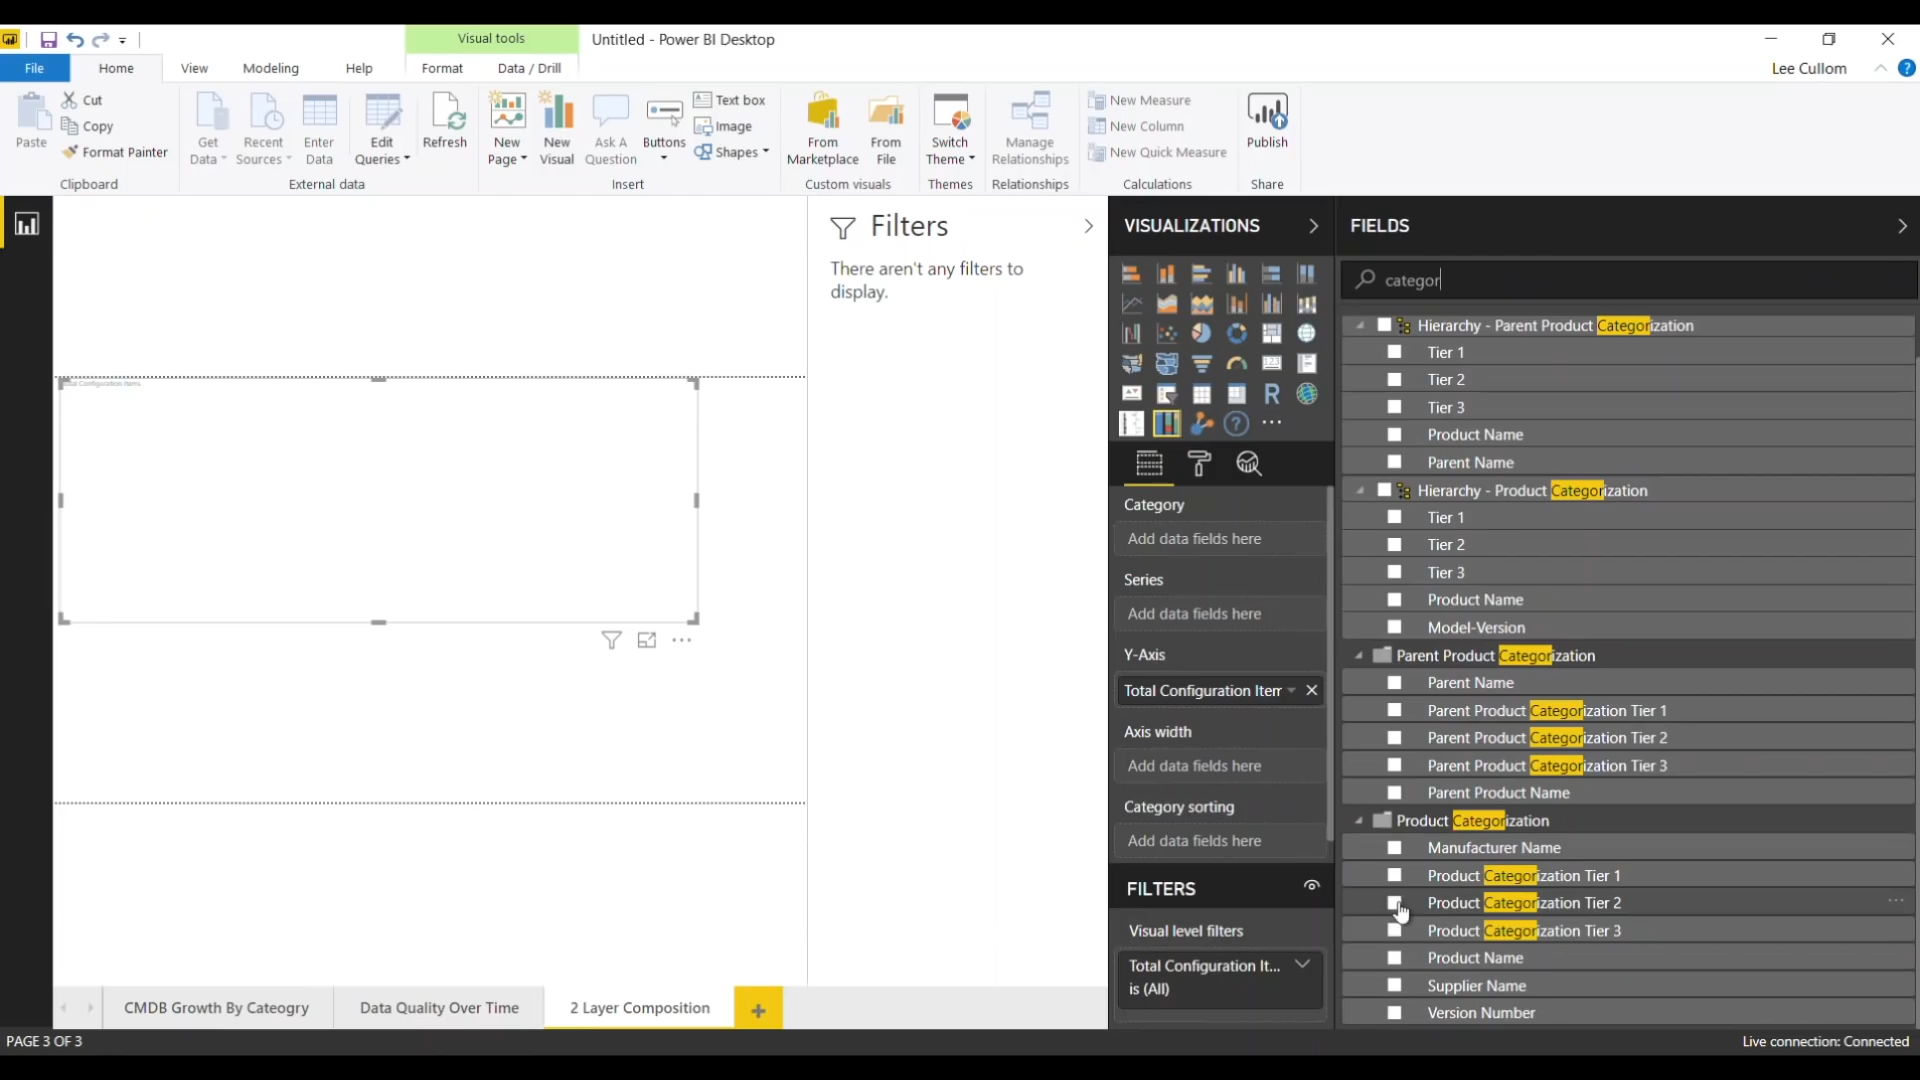 Visual tools
Untitled - Power BI Desktop
File
Home
View
Modeling
Help
Format
Data / Drill
Lee Cullom
?
Paste
Cut
Copy
Format Painter
Clipboard
Get Data
Recent Sources
Enter Data
Edit Queries
Refresh
External data
New Page
New Visual
Ask A Question
Buttons
Text box
Image
Shapes
Insert
From Marketplace
From File
Custom visuals
Switch Theme
Themes
Manage Relationships
Relationships
New Measure
New Column
New Quick Measure
Calculations
Publish
Share
Total Configuration Items
Filters
There aren't any filters to
display.
VISUALIZATIONS
123
R
?
Category
Add data fields here
Series
Add data fields here
Y-Axis
Total Configuration Item
Axis width
Add data fields here
Category sorting
Add data fields here
FILTERS
Visual level filters
Total Configuration It...
is (All)
FIELDS
categor
Hierarchy - Parent Product Categorization
Tier 1
Tier 2
Tier 3
Product Name
Parent Name
Hierarchy - Product Categorization
Tier 1
Tier 2
Tier 3
Product Name
Model-Version
Parent Product Categorization
Parent Name
Parent Product Categorization Tier 1
Parent Product Categorization Tier 2
Parent Product Categorization Tier 3
Parent Product Name
Product Categorization
Manufacturer Name
Product Categorization Tier 1
Product Categorization Tier 2
Product Categorization Tier 3
Product Name
Supplier Name
Version Number
CMDB Growth By Cateogry
Data Quality Over Time
2 Layer Composition
PAGE 3 OF 3
Live connection: Connected